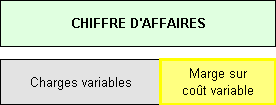 CHIFFRE D'AFFAIRES
Charges variables
Marge sur
coût variable